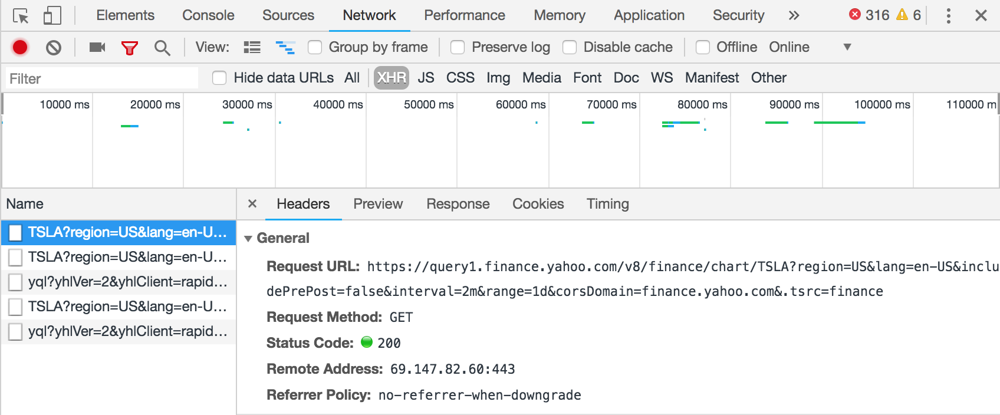 Elements Console Sources Network Performance Memory Application Security » 316 6
View: Group by frame Preserve log Disable cache Offline Online
Filter Hide data URLs All XHR JS CSS Img Media Font Doc WS Manifest Other
10000 ms 20000 ms 30000 ms 40000 ms 50000 ms 60000 ms 70000 ms 80000 ms 90000 ms 100000 ms 110000 m
Name
Headers Preview Response Cookies Timing
TSLA?region=US&lang=en-U...
TSLA?region=US&lang=en-U...
yql?yhlVer=2&yhlClient=rapid...
TSLA?region=US&lang=en-U...
yql?yhlVer=2&yhlClient=rapid...
General
Request URL: https://query1.finance.yahoo.com/v8/finance/chart/TSLA?region=US&lang=en-US&inclu
dePrePost=false&interval=2m&range=1d&corsDomain=finance.yahoo.com&.tsrc=finance
Request Method: GET
Status Code: 200
Remote Address: 69.147.82.60:443
Referrer Policy: no-referrer-when-downgrade